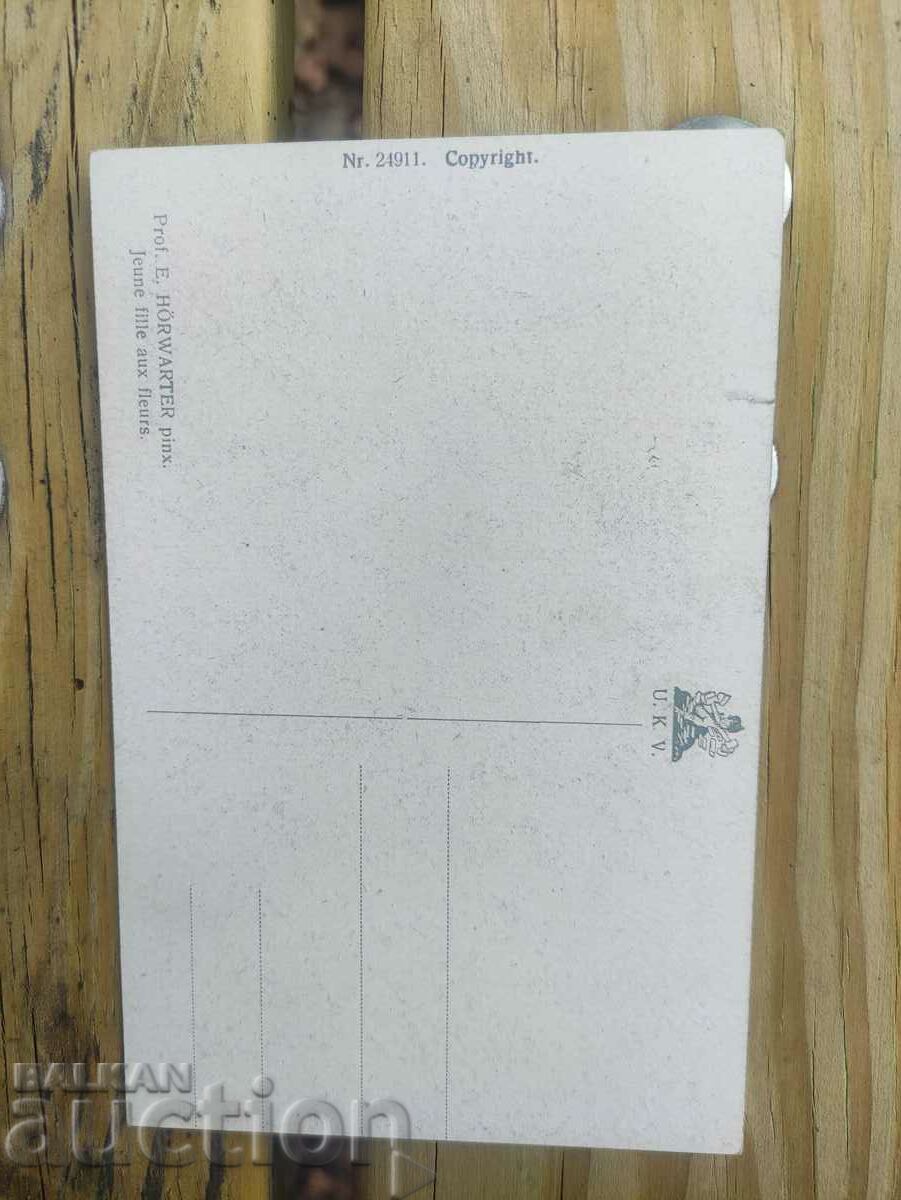 Nr. 24911. Copyright.
Prof. E. HÖRWARTER pinx.
Jeune fille aux fleurs.
U. K V.
BALKAN
auction